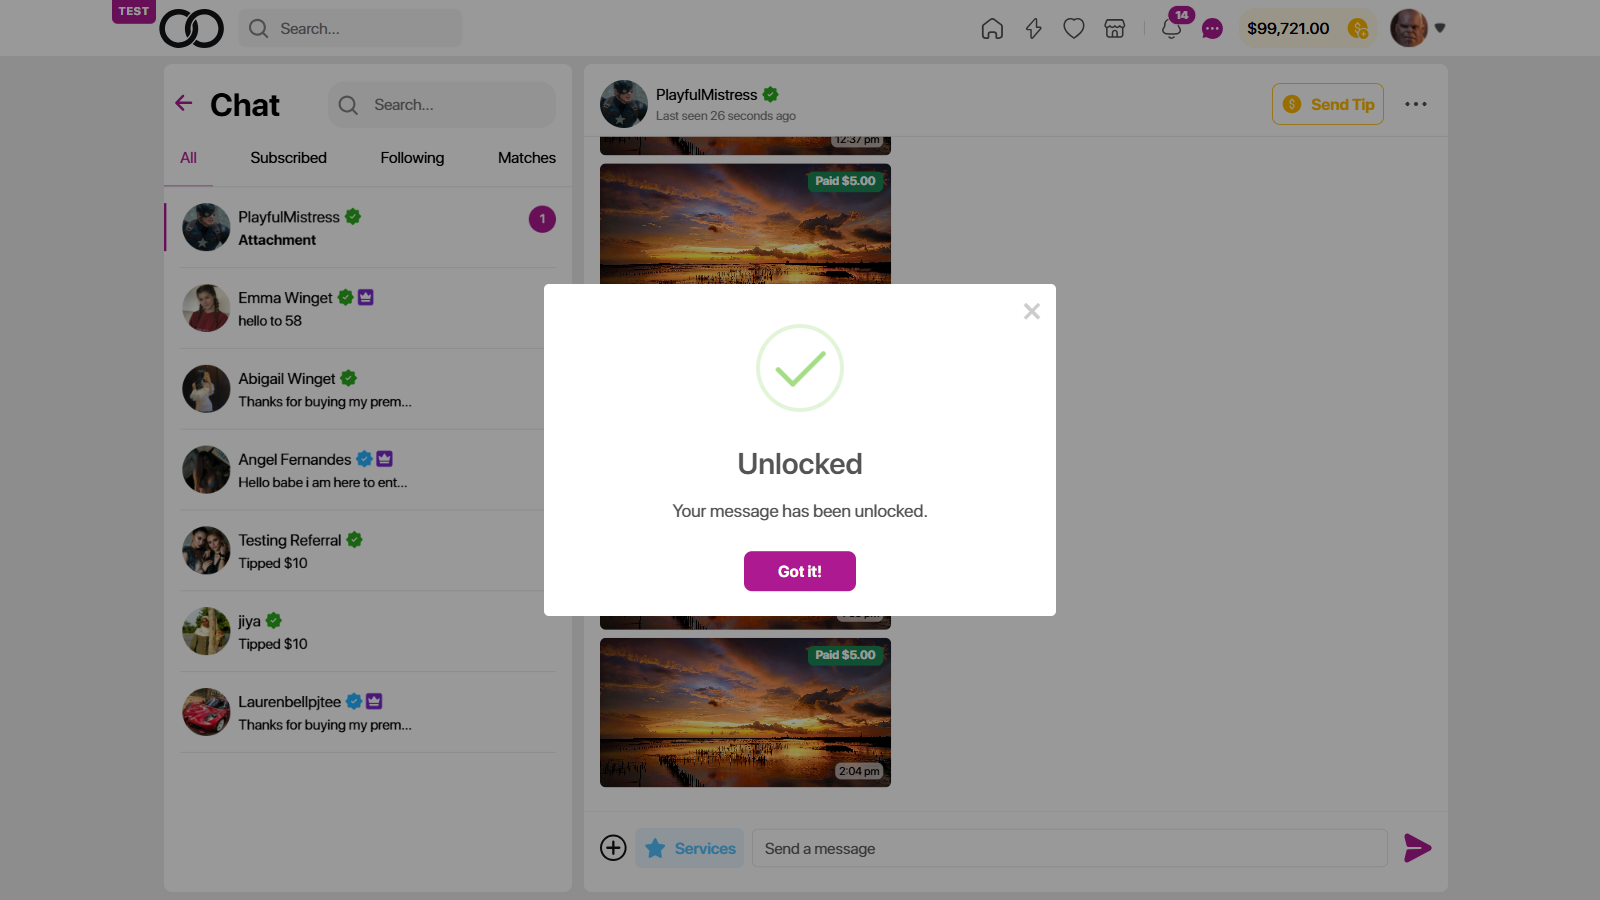 TEST
Search...
14
$99,721.00
Chat
Search...
All
Subscribed
Following
Matches
PlayfulMistress
Attachment
1
Emma Winget
hello to 58
Abigail Winget
Thanks for buying my prem...
Angel Fernandes
Hello babe i am here to ent...
Testing Referral
Tipped $10
jiya
Tipped $10
Laurenbellpjtee
Thanks for buying my prem...
PlayfulMistress
Last seen 26 seconds ago
Send Tip
12:37 pm
Paid $5.00
Unlocked
Your message has been unlocked.
Got it!
Paid $5.00
2:04 pm
Services
Send a message